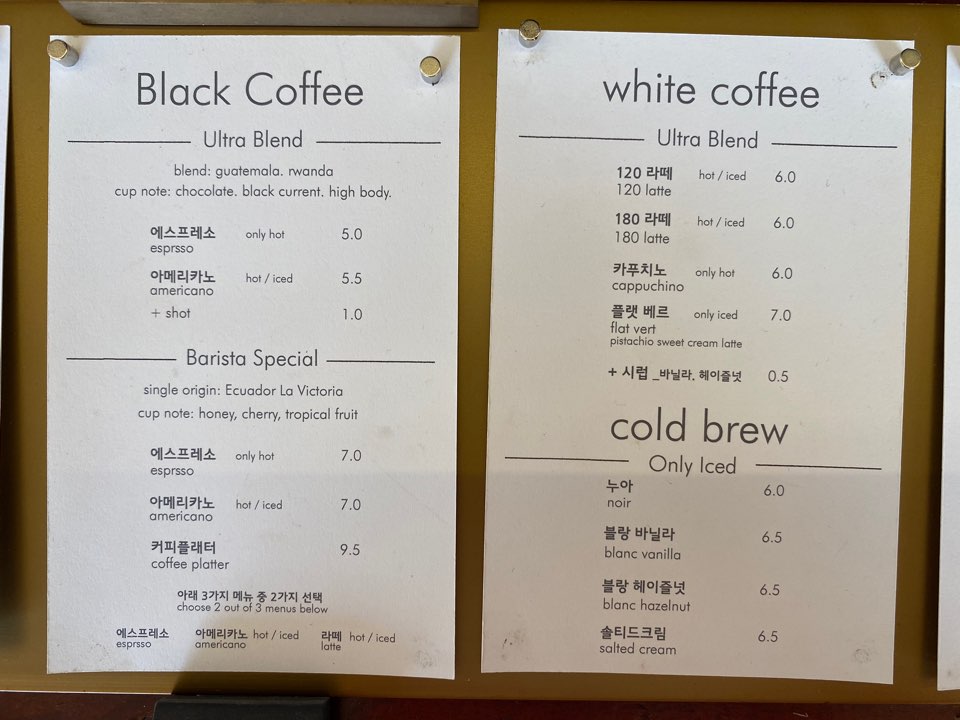 Black Coffee
Ultra Blend
blend: guatemala. rwanda
cup note: chocolate. black current. high body.
에스프레소 only hot 5.0
esprsso
아메리카노 hot / iced 5.5
americano
+ shot 1.0
Barista Special
single origin: Ecuador La Victoria
cup note: honey, cherry, tropical fruit
에스프레소 only hot 7.0
esprsso
아메리카노 hot / iced 7.0
americano
커피플래터 9.5
coffee platter
아래 3가지 메뉴 중 2가지 선택
choose 2 out of 3 menus below
에스프레소 아메리카노 hot / iced 라떼 hot / iced
esprsso americano latte
white coffee
Ultra Blend
120 라떼 hot / iced 6.0
120 latte
180 라떼 hot / iced 6.0
180 latte
카푸치노 only hot 6.0
cappuchino
플랫 베르 only iced 7.0
flat vert
pistachio sweet cream latte
+ 시럽 _바닐라. 헤이즐넛 0.5
cold brew
Only Iced
누아 6.0
noir
블랑 바닐라 6.5
blanc vanilla
블랑 헤이즐넛 6.5
blanc hazelnut
솔티드크림 6.5
salted cream